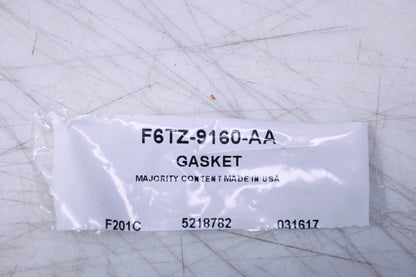 F6TZ-9160-AA
GASKET
MAJORITY CONTENT MADE IN USA
F201C 5218762 031617